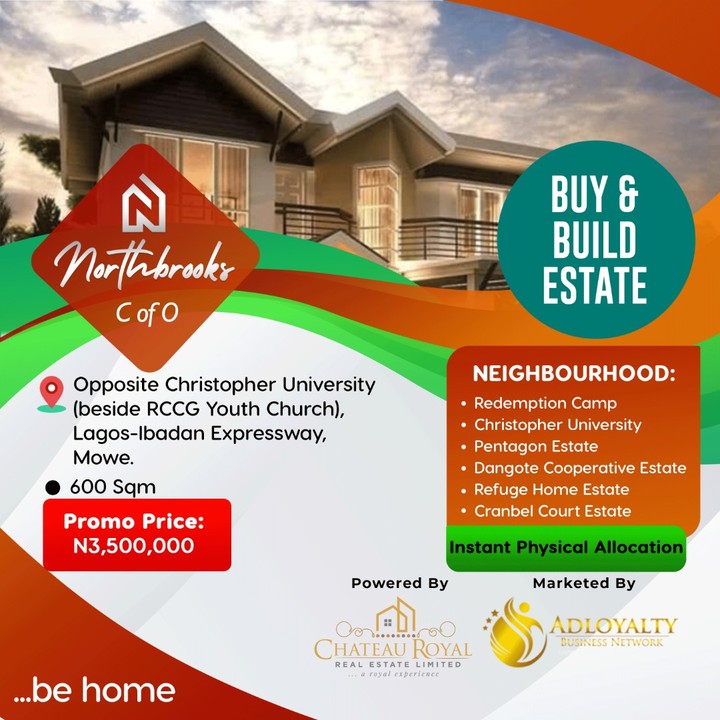 Northbrooks
C of O
BUY &
BUILD
ESTATE
Opposite Christopher University
(beside RCCG Youth Church),
Lagos-Ibadan Expressway,
Mowe.
600 Sqm
Promo Price:
N3,500,000
NEIGHBOURHOOD:
• Redemption Camp
• Christopher University
• Pentagon Estate
• Dangote Cooperative Estate
• Refuge Home Estate
• Cranbel Court Estate
Instant Physical Allocation
Powered By
CHATEAU ROYAL
REAL ESTATE LIMITED
... a royal experience
Marketed By
ADLOYALTY
BUSINESS NETWORK
...be home